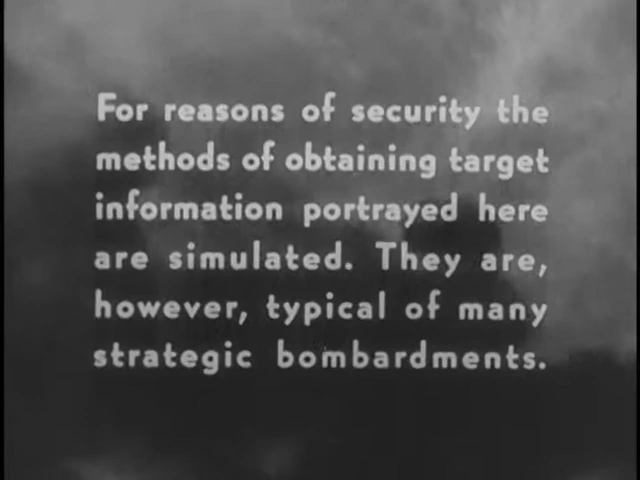 For reasons of security the
methods of obtaining target
information portrayed here
are simulated. They are,
however, typical of many
strategic bombardments.